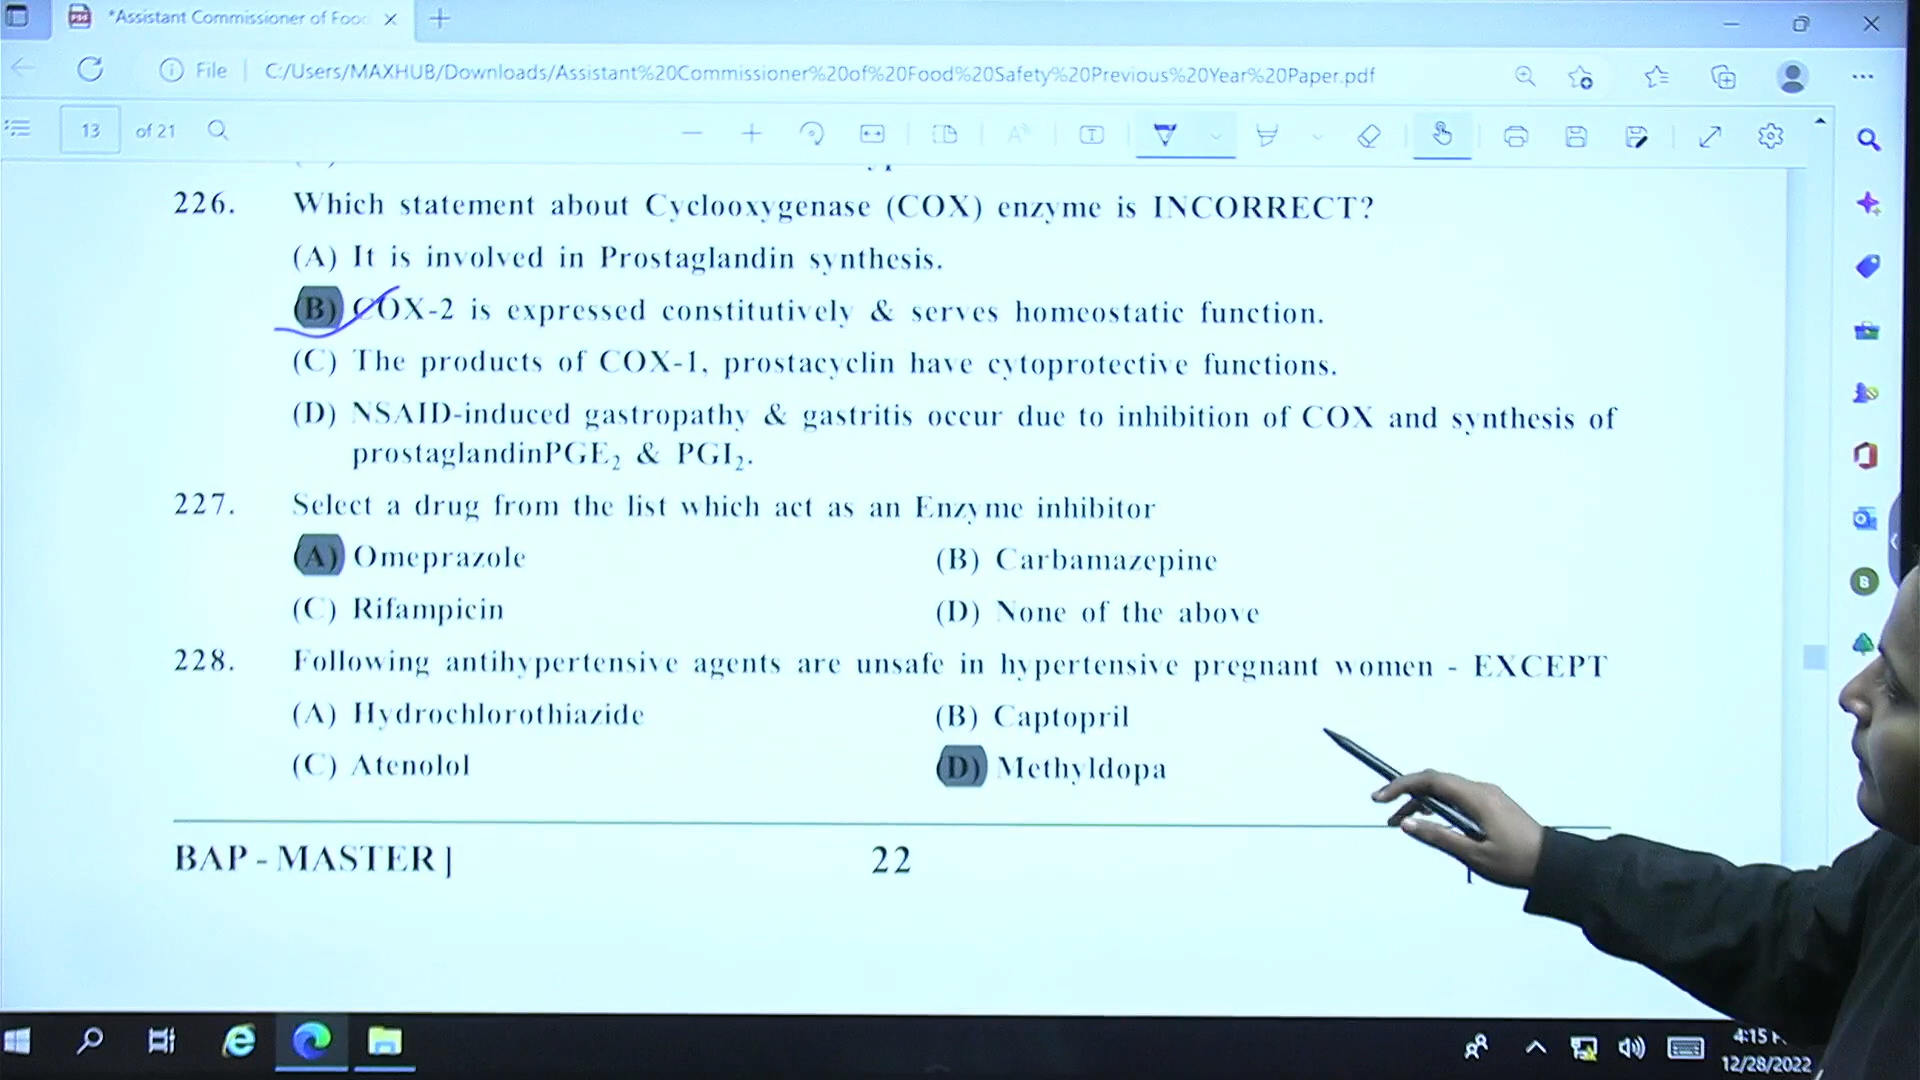 *Assistant Commissioner of Food
File C:/Users/MAXHUB/Downloads/Assistant%20Commissioner%20of%20Food%20Safety%20Previous%20Year%20Paper.pdf
13 of 21
226. Which statement about Cyclooxygenase (COX) enzyme is INCORRECT?
(A) It is involved in Prostaglandin synthesis.
(B) COX-2 is expressed constitutively & serves homeostatic function.
(C) The products of COX-1, prostacyclin have cytoprotective functions.
(D) NSAID-induced gastropathy & gastritis occur due to inhibition of COX and synthesis of
prostaglandinPGE₂ & PGI₂.
227. Select a drug from the list which act as an Enzyme inhibitor
(A) Omeprazole (B) Carbamazepine
(C) Rifampicin (D) None of the above
228. Following antihypertensive agents are unsafe in hypertensive pregnant women - EXCEPT
(A) Hydrochlorothiazide (B) Captopril
(C) Atenolol (D) Methyldopa
BAP - MASTER ] 22
4:15
12/28/2022